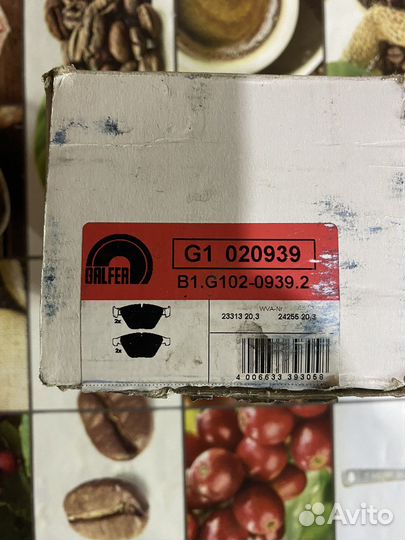 GALFER
G1 020939
B1.G102-0939.2
2x
2x
WVA-Nr
23313 20,3 24255 20,3
4 006633 393068
Avito